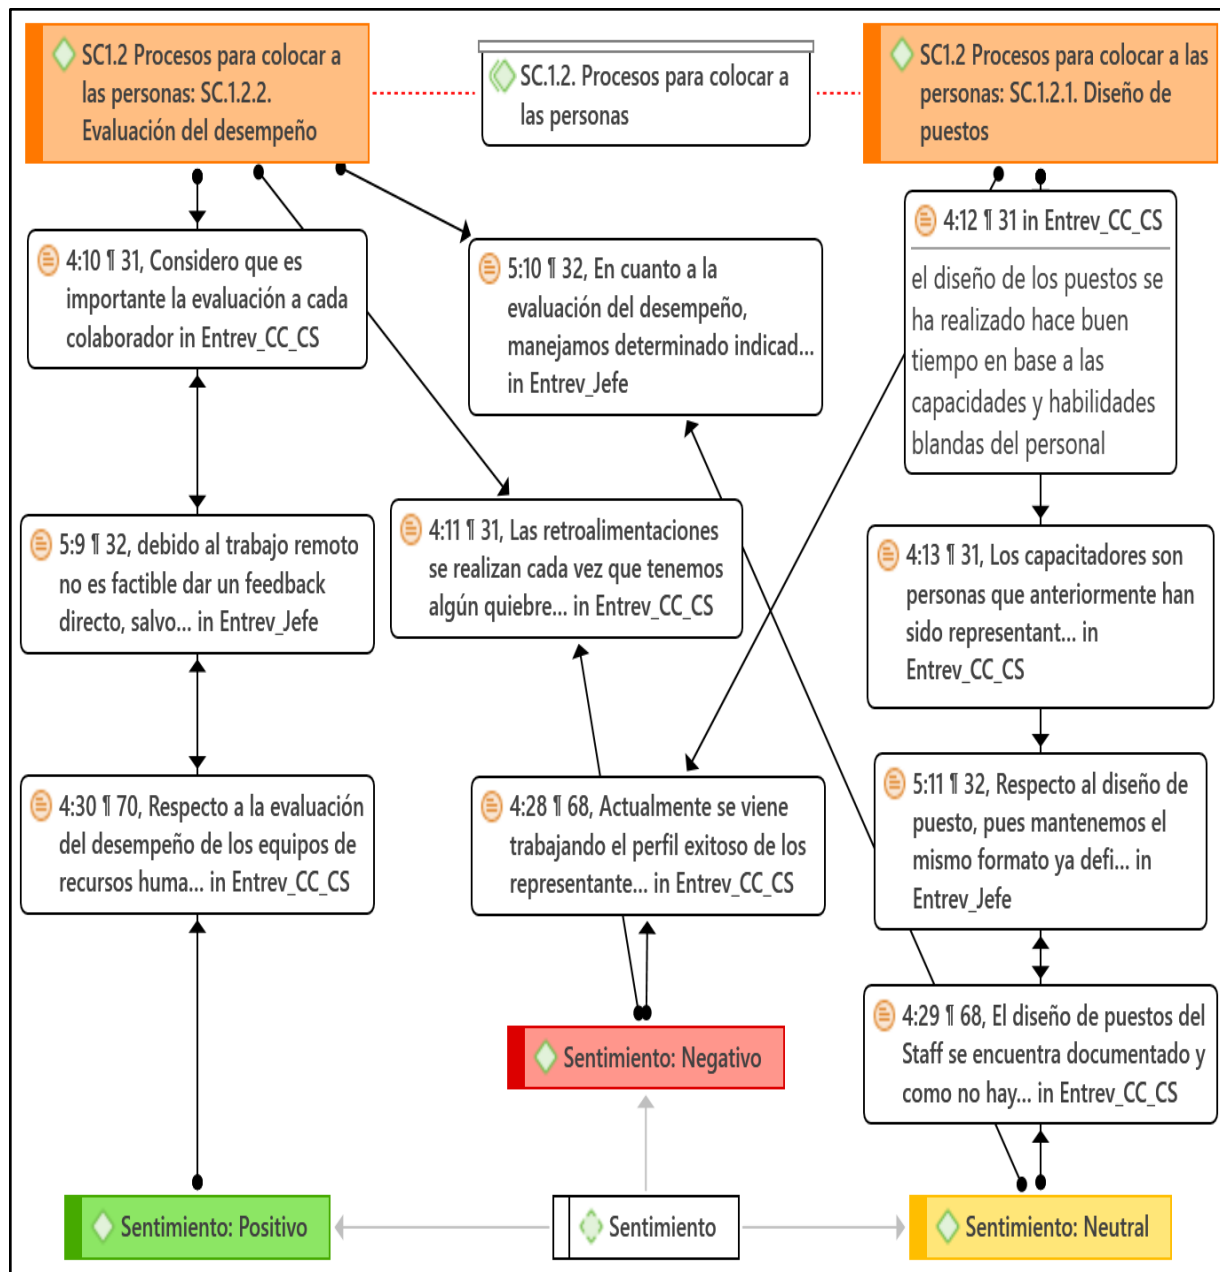 SC1.2 Procesos para colocar a
las personas: SC.1.2.2.
Evaluación del desempeño
SC.1.2. Procesos para colocar a
las personas
SC1.2 Procesos para colocar a las
personas: SC.1.2.1. Diseño de
puestos
4:10 ¶ 31, Considero que es
importante la evaluación a cada
colaborador in Entrev_CC_CS
5:10 ¶ 32, En cuanto a la
evaluación del desempeño,
manejamos determinado indicad...
in Entrev_Jefe
4:12 ¶ 31 in Entrev_CC_CS
el diseño de los puestos se
ha realizado hace buen
tiempo en base a las
capacidades y habilidades
blandas del personal
5:9 ¶ 32, debido al trabajo remoto
no es factible dar un feedback
directo, salvo... in Entrev_Jefe
4:11 ¶ 31, Las retroalimentaciones
se realizan cada vez que tenemos
algún quiebre... in Entrev_CC_CS
4:13 ¶ 31, Los capacitadores son
personas que anteriormente han
sido representant... in
Entrev_CC_CS
4:30 ¶ 70, Respecto a la evaluación
del desempeño de los equipos de
recursos huma... in Entrev_CC_CS
4:28 ¶ 68, Actualmente se viene
trabajando el perfil exitoso de los
representante... in Entrev_CC_CS
5:11 ¶ 32, Respecto al diseño de
puesto, pues mantenemos el
mismo formato ya defi... in
Entrev_Jefe
4:29 ¶ 68, El diseño de puestos del
Staff se encuentra documentado y
como no hay... in Entrev_CC_CS
Sentimiento: Negativo
Sentimiento: Positivo
Sentimiento
Sentimiento: Neutral